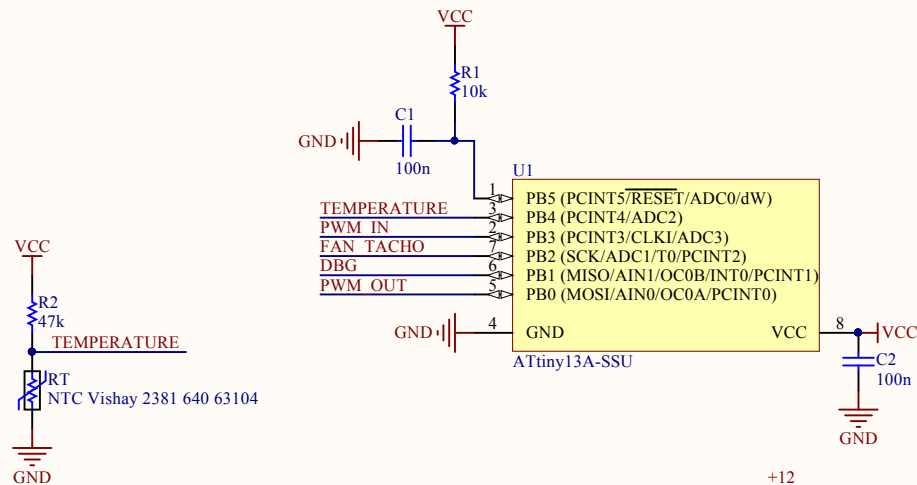 VCC
R1
10k
C1
GND
100n
U1
1 PB5 (PCINT5/RESET/ADC0/dW)
TEMPERATURE 3 PB4 (PCINT4/ADC2)
PWM_IN 2 PB3 (PCINT3/CLKI/ADC3)
FAN_TACHO 7 PB2 (SCK/ADC1/T0/PCINT2)
DBG 6 PB1 (MISO/AIN1/OC0B/INT0/PCINT1)
PWM_OUT 5 PB0 (MOSI/AIN0/OC0A/PCINT0)
GND 4 GND VCC 8 VCC
ATtiny13A-SSU
C2
100n
GND
VCC
R2
47k
TEMPERATURE
RT
NTC Vishay 2381 640 63104
GND
+12